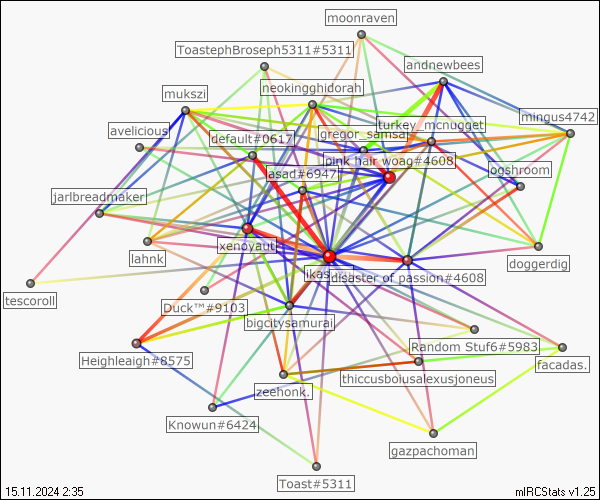 moonraven
ToastephBroseph5311#5311
andnewbees
mukszi
neokingghidorah
mingus4742
turkey_mcnugget
gregor_samsa
avelicious
default#0617
pink hair woag#4608
asad#6947
ogshroom
jarlbreadmaker
xenoyaut
lahnk
doggerdig
likas
disaster of passion#4608
tescoroll
Duck™#9103
bigcitysamurai
Random Stuf6#5983
Heighleaigh#8575
facadas.
thiccusboiusalexusjoneus
zeehonk.
Knowun#6424
gazpachoman
Toast#5311
15.11.2024 2:35
mIRCStats v1.25